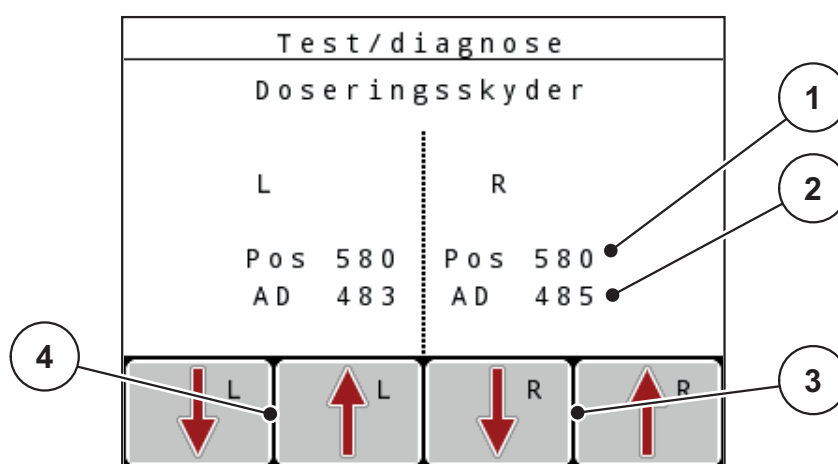 Test/diagnose
Doseringsskyder
1
L R
2
Pos 580 Pos 580
AD 483 AD 485
4
L L R R
3